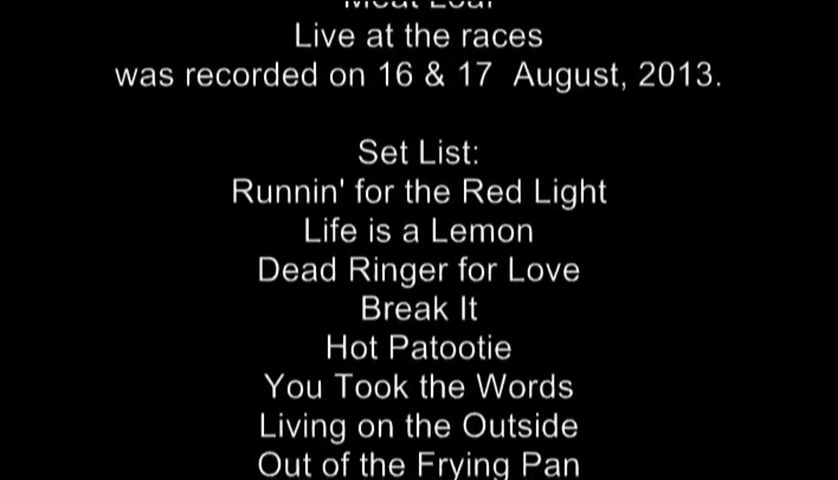 Meat Loaf
Live at the races
was recorded on 16 & 17 August, 2013.
Set List:
Runnin' for the Red Light
Life is a Lemon
Dead Ringer for Love
Break It
Hot Patootie
You Took the Words
Living on the Outside
Out of the Frying Pan